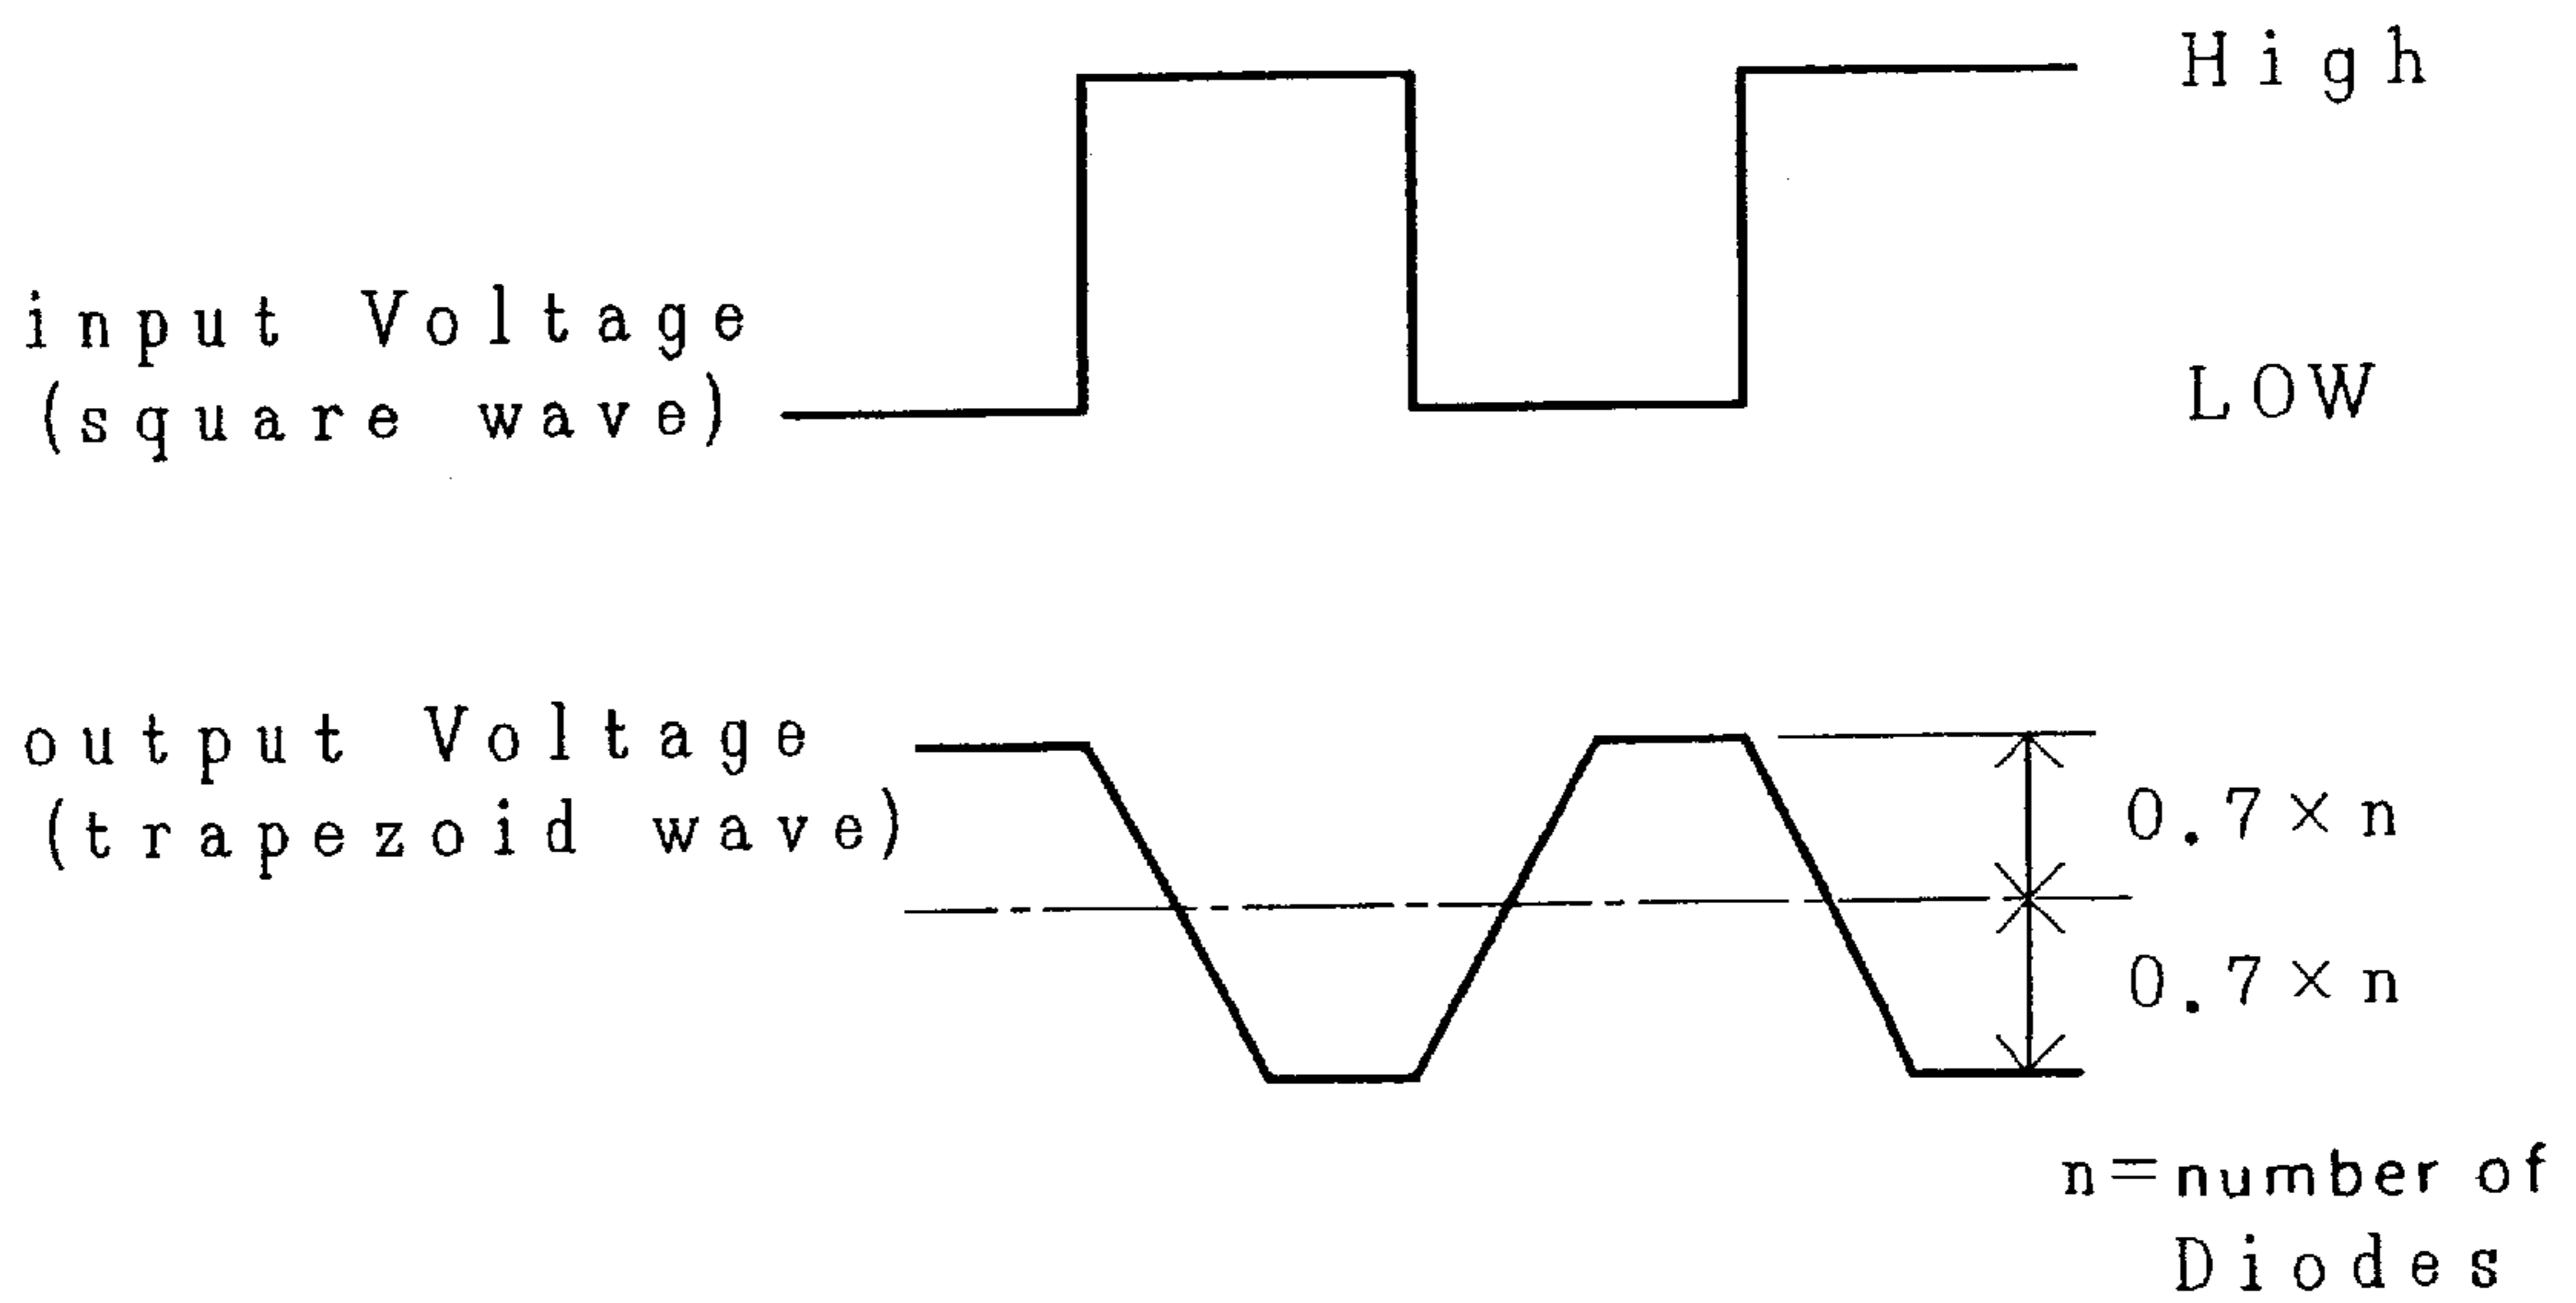 High
input Voltage
(square wave)
LOW
output Voltage
(trapezoid wave)
0.7×n
0.7×n
n=number of
Diodes